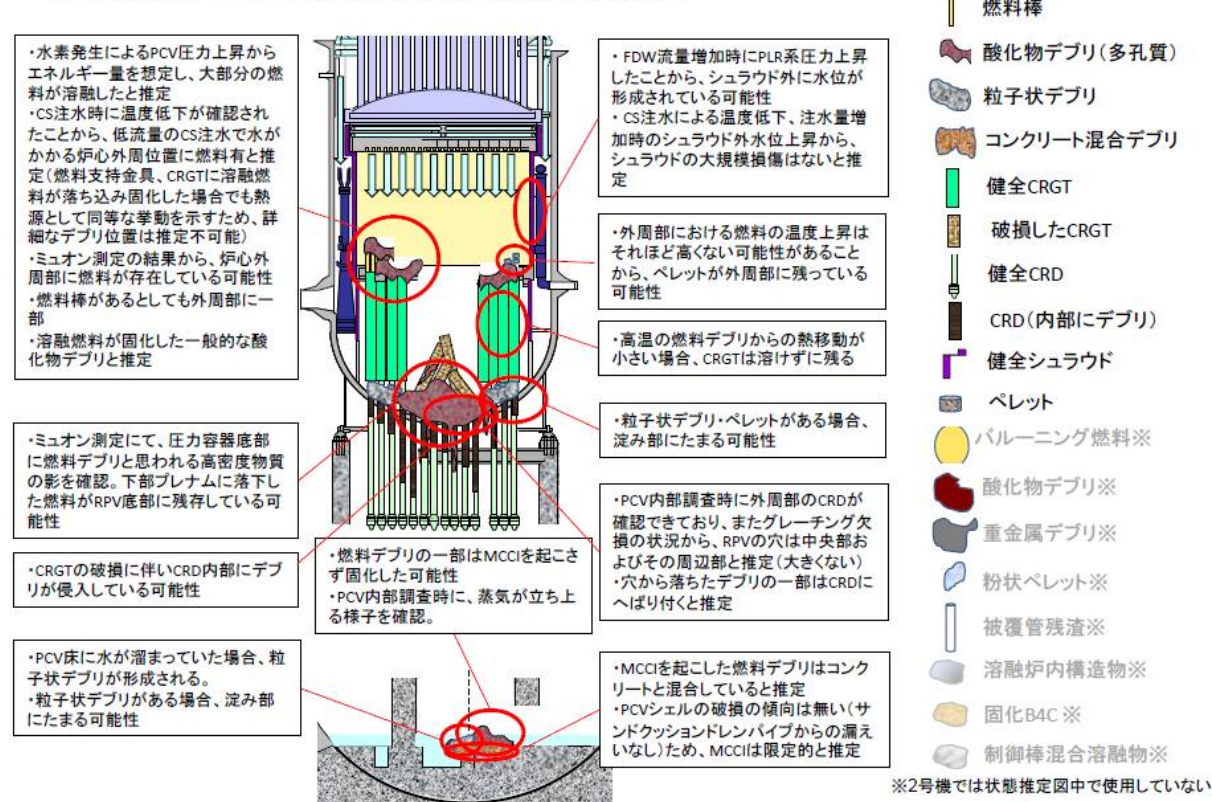 ・水素発生によるPCV圧力上昇から
エネルギー量を想定し、大部分の燃
料が溶融したと推定
・CS注水時に温度低下が確認され
たことから、低流量のCS注水で水が
かかる炉心外周位置に燃料有と推
定(燃料支持金具、CRGTに溶融燃
料が落ち込み固化した場合でも熱
源として同等な挙動を示すため、詳
細なデブリ位置は推定不可能)
・ミュオン測定の結果から、炉心外
周部に燃料が存在している可能性
・燃料棒があるとしても外周部に一
部
・溶融燃料が固化した一般的な酸
化物デブリと推定
・ミュオン測定にて、圧力容器底部
に燃料デブリと思われる高密度物質
の影を確認。下部プレナムに落下し
た燃料がRPV底部に残存している可
能性
・CRGTの破損に伴いCRD内部にデブ
リが侵入している可能性
・PCV床に水が溜まっていた場合、粒
子状デブリが形成される。
・粒子状デブリがある場合、淀み部
にたまる可能性
・燃料デブリの一部はMCCIを起こさ
ず固化した可能性
・PCV内部調査時に、蒸気が立ち上
る様子を確認。
・FDW流量増加時にPLR系圧力上昇
したことから、シュラウド外に水位が
形成されている可能性
・CS注水による温度低下、注水量増
加時のシュラウド外水位上昇から、
シュラウドの大規模損傷はないと推
定
・外周部における燃料の温度上昇は
それほど高くない可能性があること
から、ペレットが外周部に残っている
可能性
・高温の燃料デブリからの熱移動が
小さい場合、CRGTは溶けずに残る
・粒子状デブリ・ペレットがある場合、
淀み部にたまる可能性
・PCV内部調査時に外周部のCRDが
確認できており、またグレーチング欠
損の状況から、RPVの穴は中央部お
よびその周辺部と推定(大きくない)
・穴から落ちたデブリの一部はCRDに
へばり付くと推定
・MCCIを起こした燃料デブリはコンク
リートと混合していると推定
・PCVシェルの破損の傾向は無い(サ
ンドクッションドレンパイプからの漏え
いなし)ため、MCCIは限定的と推定
燃料棒
酸化物デブリ(多孔質)
粒子状デブリ
コンクリート混合デブリ
健全CRGT
破損したCRGT
健全CRD
CRD(内部にデブリ)
健全シュラウド
ペレット
バルーニング燃料※
酸化物デブリ※
重金属デブリ※
粉状ペレット※
被覆管残渣※
溶融炉内構造物※
固化B4C ※
制御棒混合溶融物※
※2号機では状態推定図中で使用していない